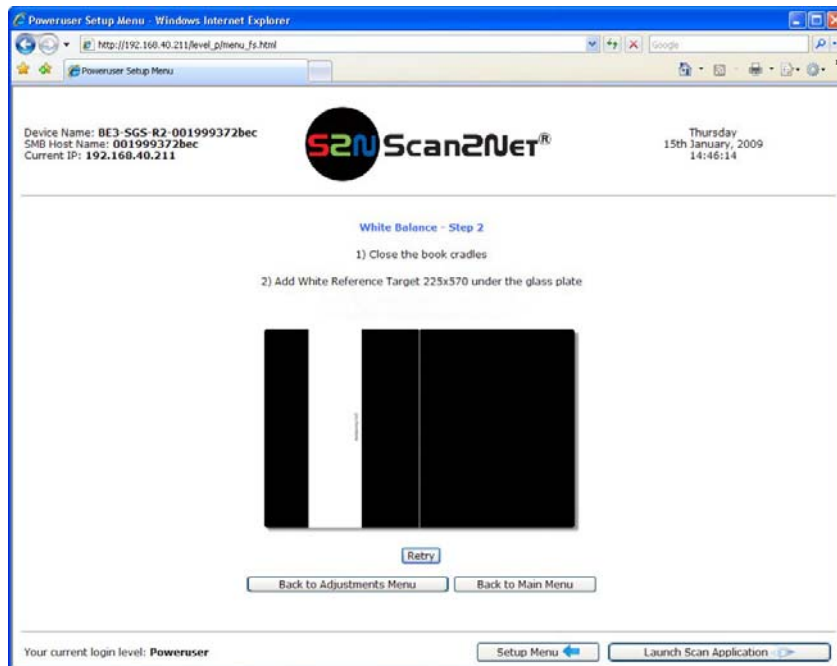 Poweruser Setup Menu - Windows Internet Explorer
http://192.168.40.211/level_p/menu_fs.html
Google
Poweruser Setup Menu
Device Name: BE3-SGS-R2-001999372bec
SMB Host Name: 001999372bec
Current IP: 192.168.40.211
S2N Scan2Net®
Thursday
15th January, 2009
14:46:14
White Balance - Step 2
1) Close the book cradles
2) Add White Reference Target 225x570 under the glass plate
Retry
Back to Adjustments Menu
Back to Main Menu
Your current login level: Poweruser
Setup Menu
Launch Scan Application